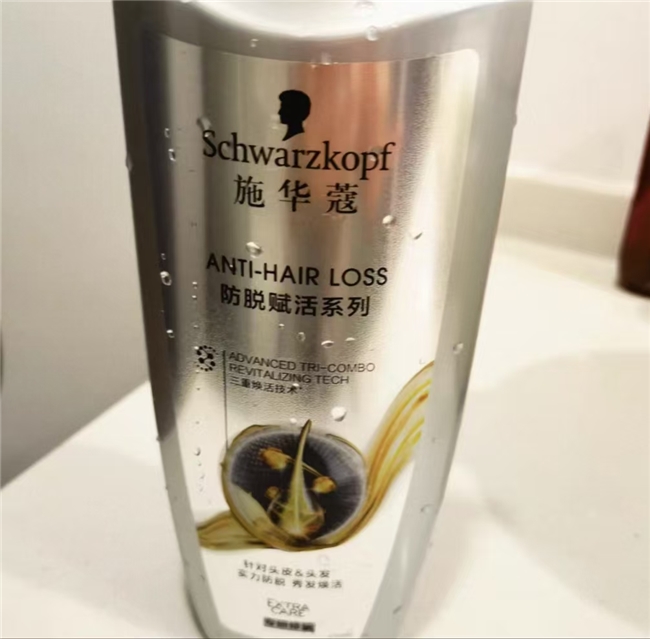 Schwarzkopf
施华蔻
ANTI-HAIR LOSS
防脱赋活系列
ADVANCED TRI-COMBO
REVITALIZING TECH
三重焕活技术*
针对头皮&头发
实力防脱 秀发焕活
EXTRA
CARE